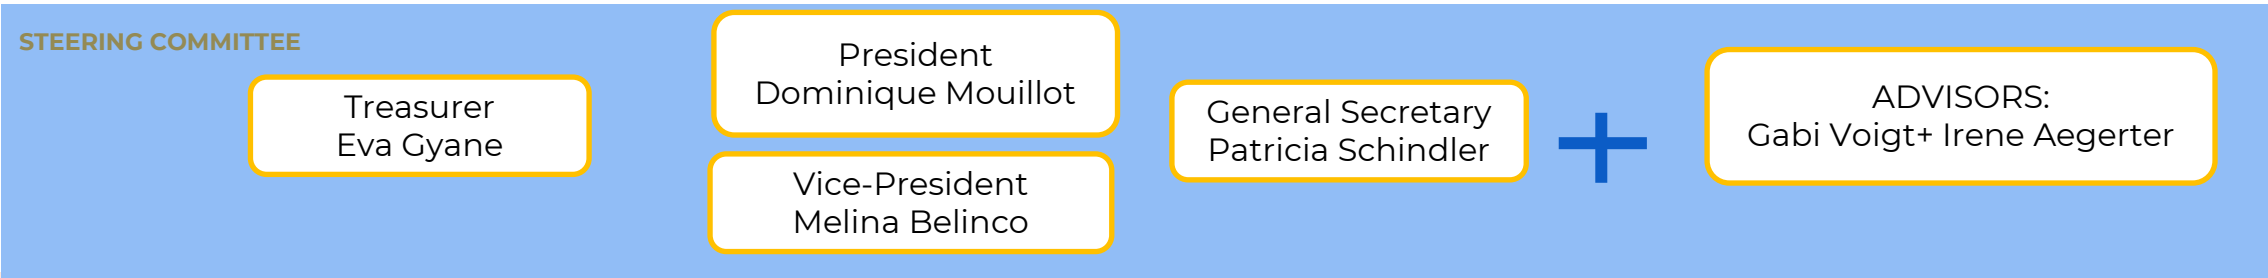 STEERING COMMITTEE
Treasurer
Eva Gyane
President
Dominique Mouillot
Vice-President
Melina Belinco
General Secretary
Patricia Schindler
ADVISORS:
Gabi Voigt+ Irene Aegerter